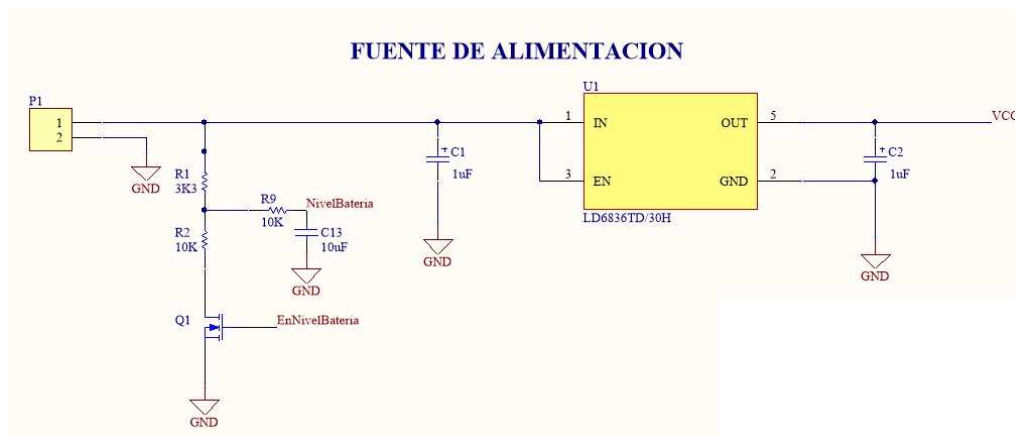 FUENTE DE ALIMENTACION
P1
1
2
GND
R1
3K3
R9
10K
NivelBateria
R2
10K
C13
10uF
GND
Q1
EnNivelBateria
GND
C1
1uF
GND
U1
1
IN
OUT
5
3
EN
GND
2
LD6836TD/30H
VCC
C2
1uF
GND